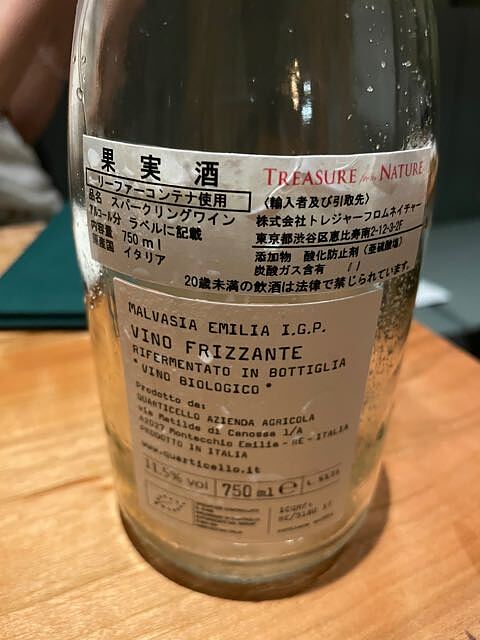 果実酒
TREASURE from NATURE
リーファーコンテナ使用
品名 スパークリングワイン
アルコール分 ラベルに記載
内容量 750ml
原産国 イタリア
〈輸入者及び引取先〉
株式会社トレジャーフロムネイチャー
東京都渋谷区恵比寿南2-12-3-2F
添加物 酸化防止剤(亜硫酸塩)
炭酸ガス含有
20歳未満の飲酒は法律で禁じられています。
MALVASIA EMILIA I.G.P.
VINO FRIZZANTE
RIFERMENTATO IN BOTTIGLIA
*VINO BIOLOGICO*
Prodotto da:
QUARTICELLO AZIENDA AGRICOLA
via Matilde di Canossa 1/A
42027 Montecchio Emilia - RE - ITALIA
PRODOTTO IN ITALIA
www.quarticello.it
11.5% vol 750 ml e